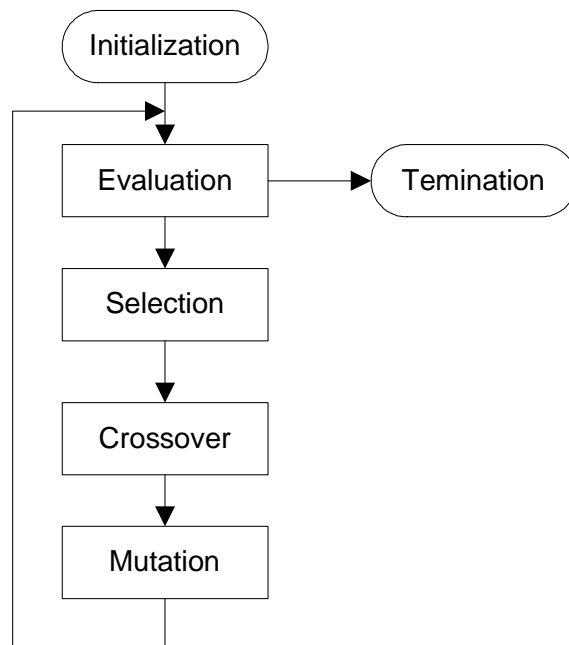 Initialization
Evaluation
Temination
Selection
Crossover
Mutation